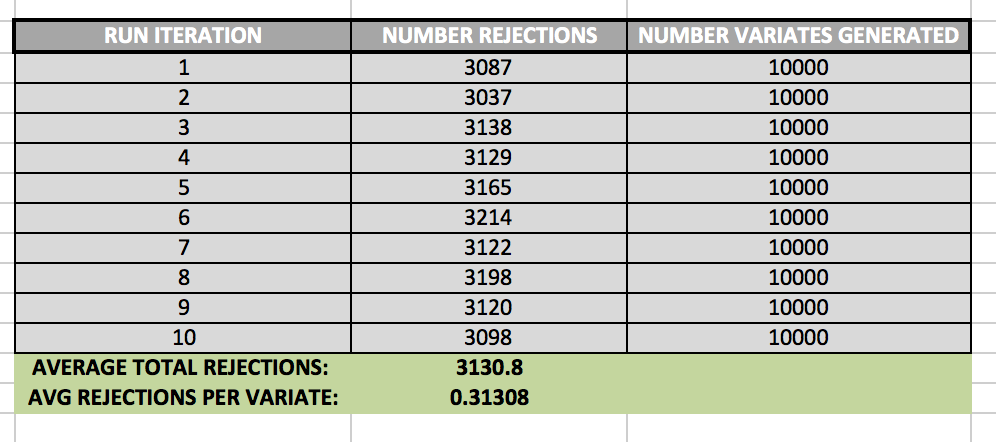 RUN ITERATION NUMBER REJECTIONS NUMBER VARIATES GENERATED
1 3087 10000
2 3037 10000
3 3138 10000
4 3129 10000
5 3165 10000
6 3214 10000
7 3122 10000
8 3198 10000
9 3120 10000
10 3098 10000
AVERAGE TOTAL REJECTIONS: 3130.8
AVG REJECTIONS PER VARIATE: 0.31308